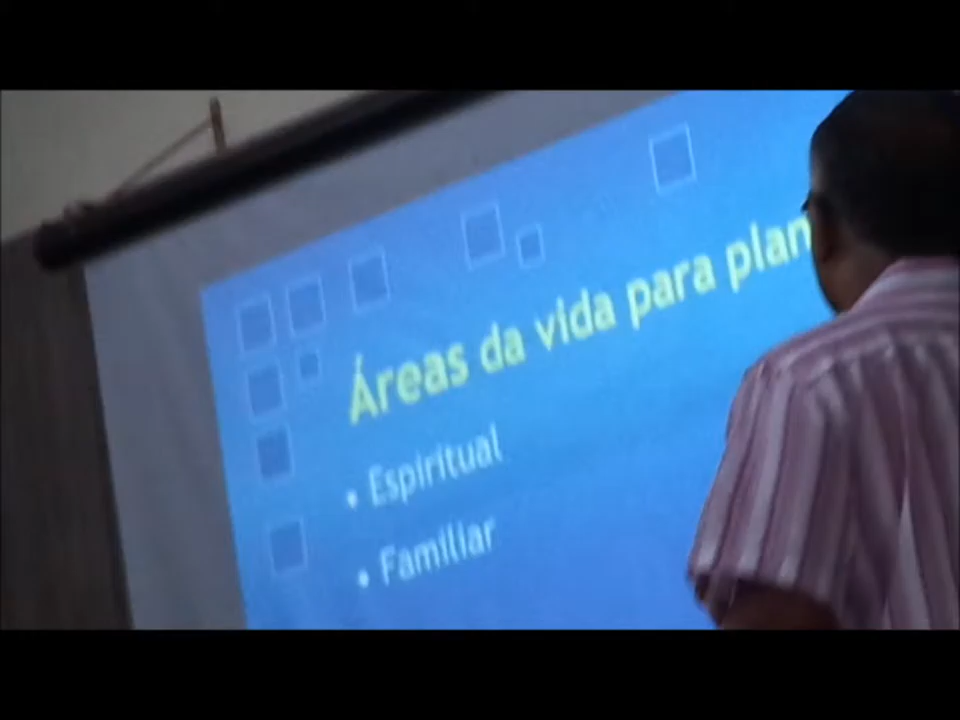 Áreas da vida para plan
• Espiritual
• Familiar